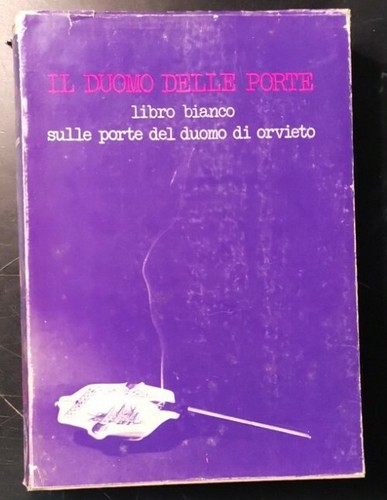 IL DUOMO DELLE PORTE
libro bianco
sulle porte del duomo di orvieto